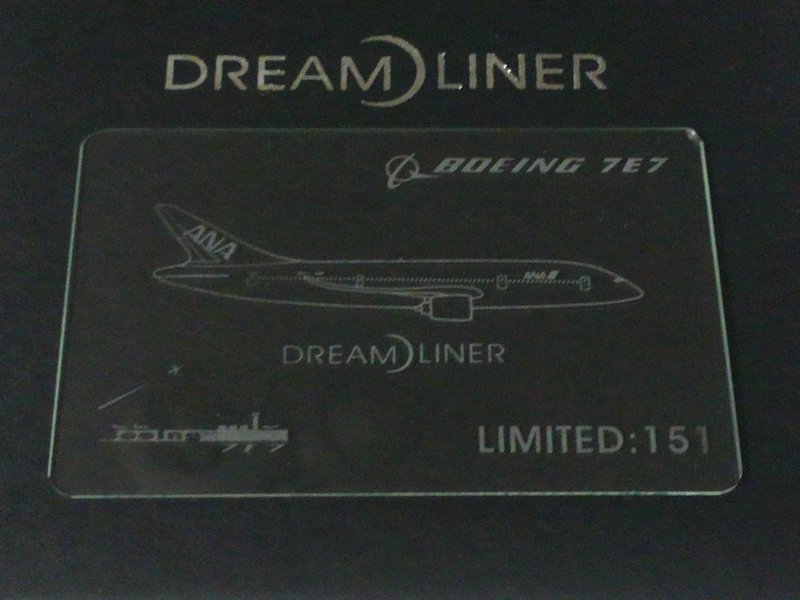 DREAMLINER
BOEING 7E7
ANA
ANA
DREAMLINER
LIMITED:151